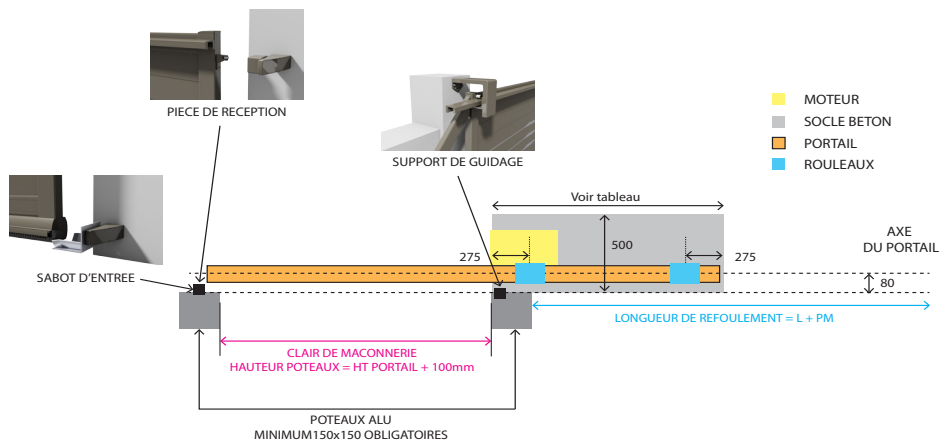 PIECE DE RECEPTION
SUPPORT DE GUIDAGE
MOTEUR
SOCLE BETON
PORTAIL
ROULEAUX
Voir tableau
275
500
275
AXE
DU PORTAIL
80
SABOT D'ENTREE
LONGUEUR DE REFOULEMENT = L + PM
CLAIR DE MACONNERIE
HAUTEUR POTEAUX = HT PORTAIL + 100mm
POTEAUX ALU
MINIMUM150x150 OBLIGATOIRES